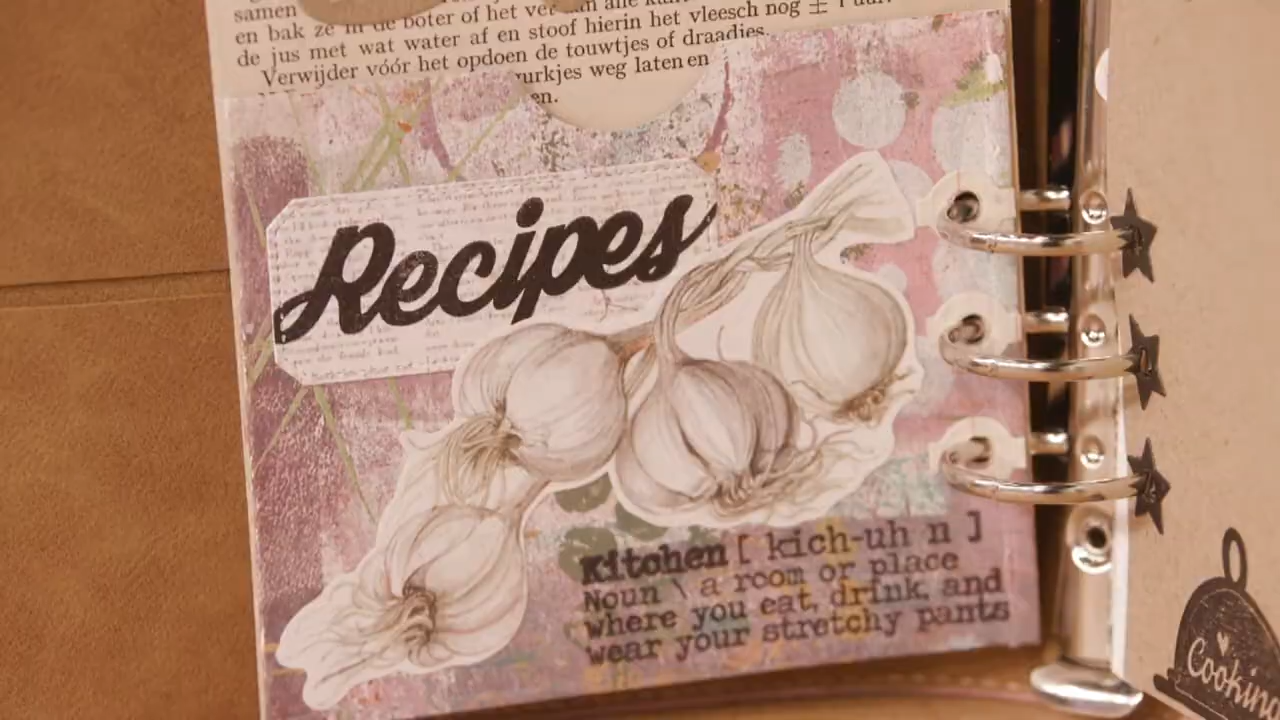 samen
en bak ze in de boter of het vet
de jus met wat water af en stoof hierin het vleesch nog ±
Verwijder vóór het opdoen de touwtjes of draadjes.
gurkjes weg laten en
en.
Recipes
Kitchen [ kich-uh n ]
Noun \ a room or place
where you eat, drink, and
wear your stretchy pants
Cooking